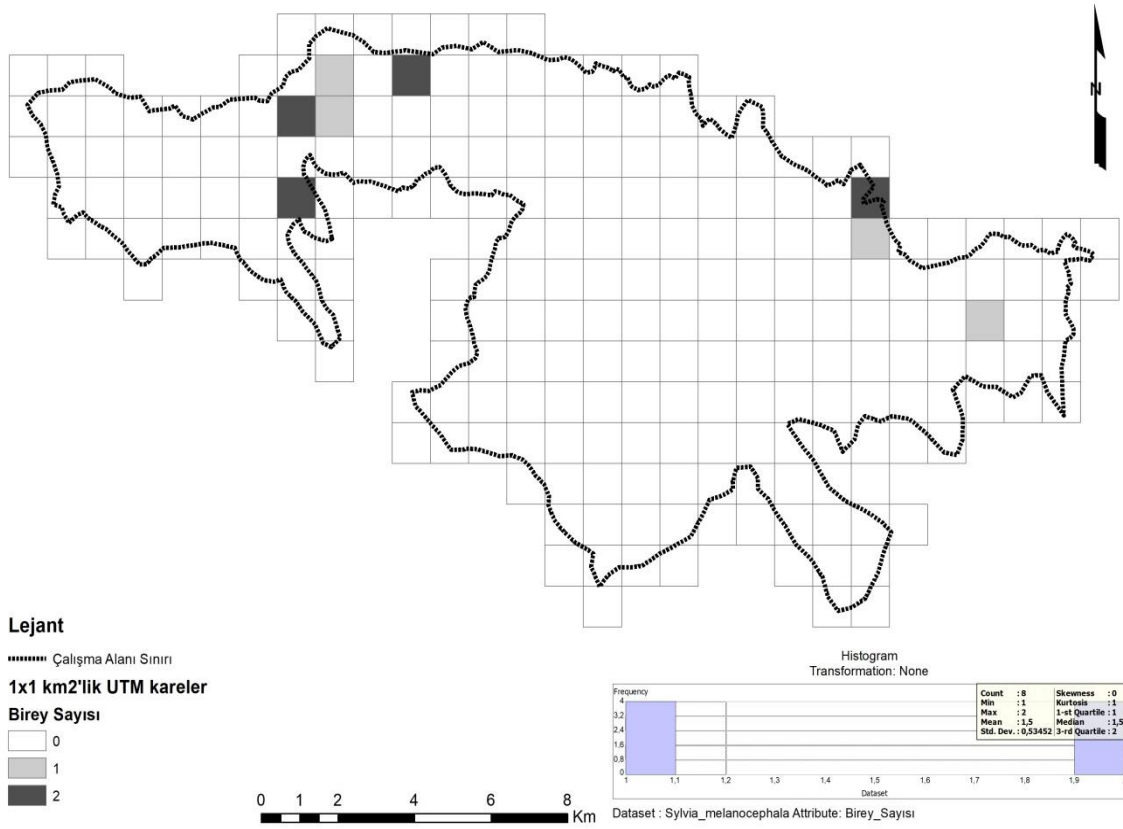 N
Lejant
Çalışma Alanı Sınırı
1x1 km2'lik UTM kareler
Birey Sayısı
0
1
2
0 1 2 4 6 8
Km
Histogram
Transformation: None
Frequency
4
3,2
2,4
1,6
0,8
0
1 1,1 1,2 1,3 1,4 1,5 1,6 1,7 1,8 1,9
Dataset
Count : 8 Skewness : 0
Min : 1 Kurtosis : 1
Max : 2 1-st Quartile : 1
Mean : 1,5 Median : 1,5
Std. Dev. : 0,53452 3-rd Quartile : 2
Dataset : Sylvia_melanocephala Attribute: Birey_Sayısı